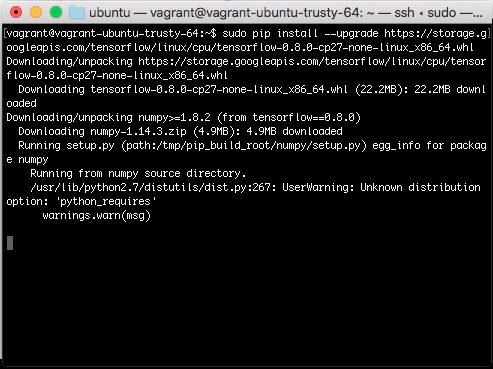 ubuntu — vagrant@vagrant-ubuntu-trusty-64: ~ — ssh ‹ sudo —...
[vagrant@vagrant-ubuntu-trusty-64:~$ sudo pip install --upgrade https://storage.g]
oogleapis.com/tensorflow/linux/cpu/tensorflow-0.8.0-cp27-none-linux_x86_64.whl
Downloading/unpacking https://storage.googleapis.com/tensorflow/linux/cpu/tensor
flow-0.8.0-cp27-none-linux_x86_64.whl
  Downloading tensorflow-0.8.0-cp27-none-linux_x86_64.whl (22.2MB): 22.2MB downl
oaded
Downloading/unpacking numpy>=1.8.2 (from tensorflow==0.8.0)
  Downloading numpy-1.14.3.zip (4.9MB): 4.9MB downloaded
  Running setup.py (path:/tmp/pip_build_root/numpy/setup.py) egg_info for packag
e numpy
    Running from numpy source directory.
    /usr/lib/python2.7/distutils/dist.py:267: UserWarning: Unknown distribution
option: 'python_requires'
      warnings.warn(msg)